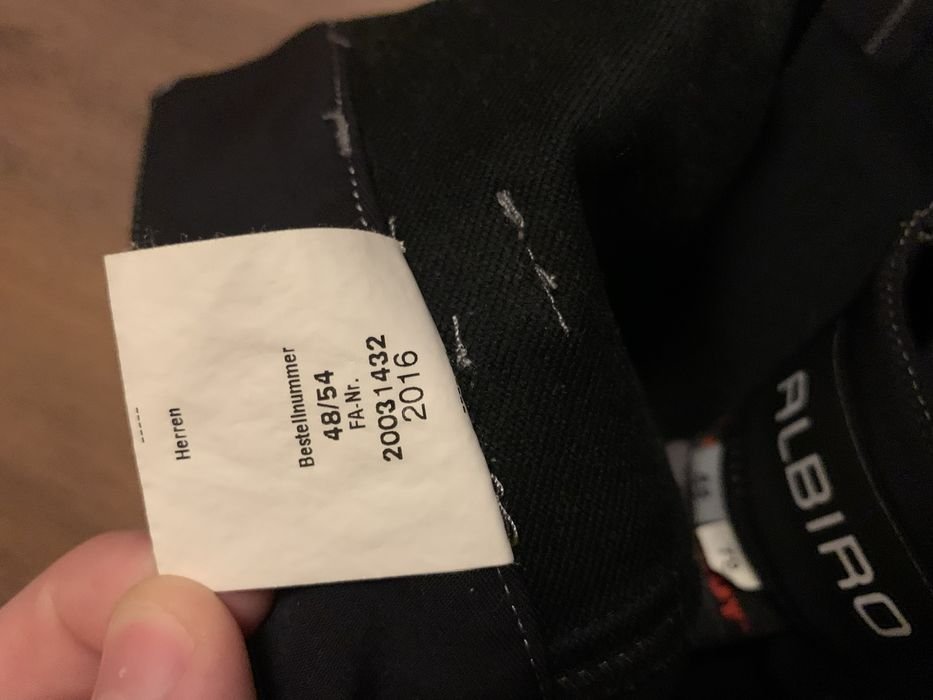 -----
Herren
Bestellnummer
48/54
FA-Nr.
20031432
2016
ALBIRO